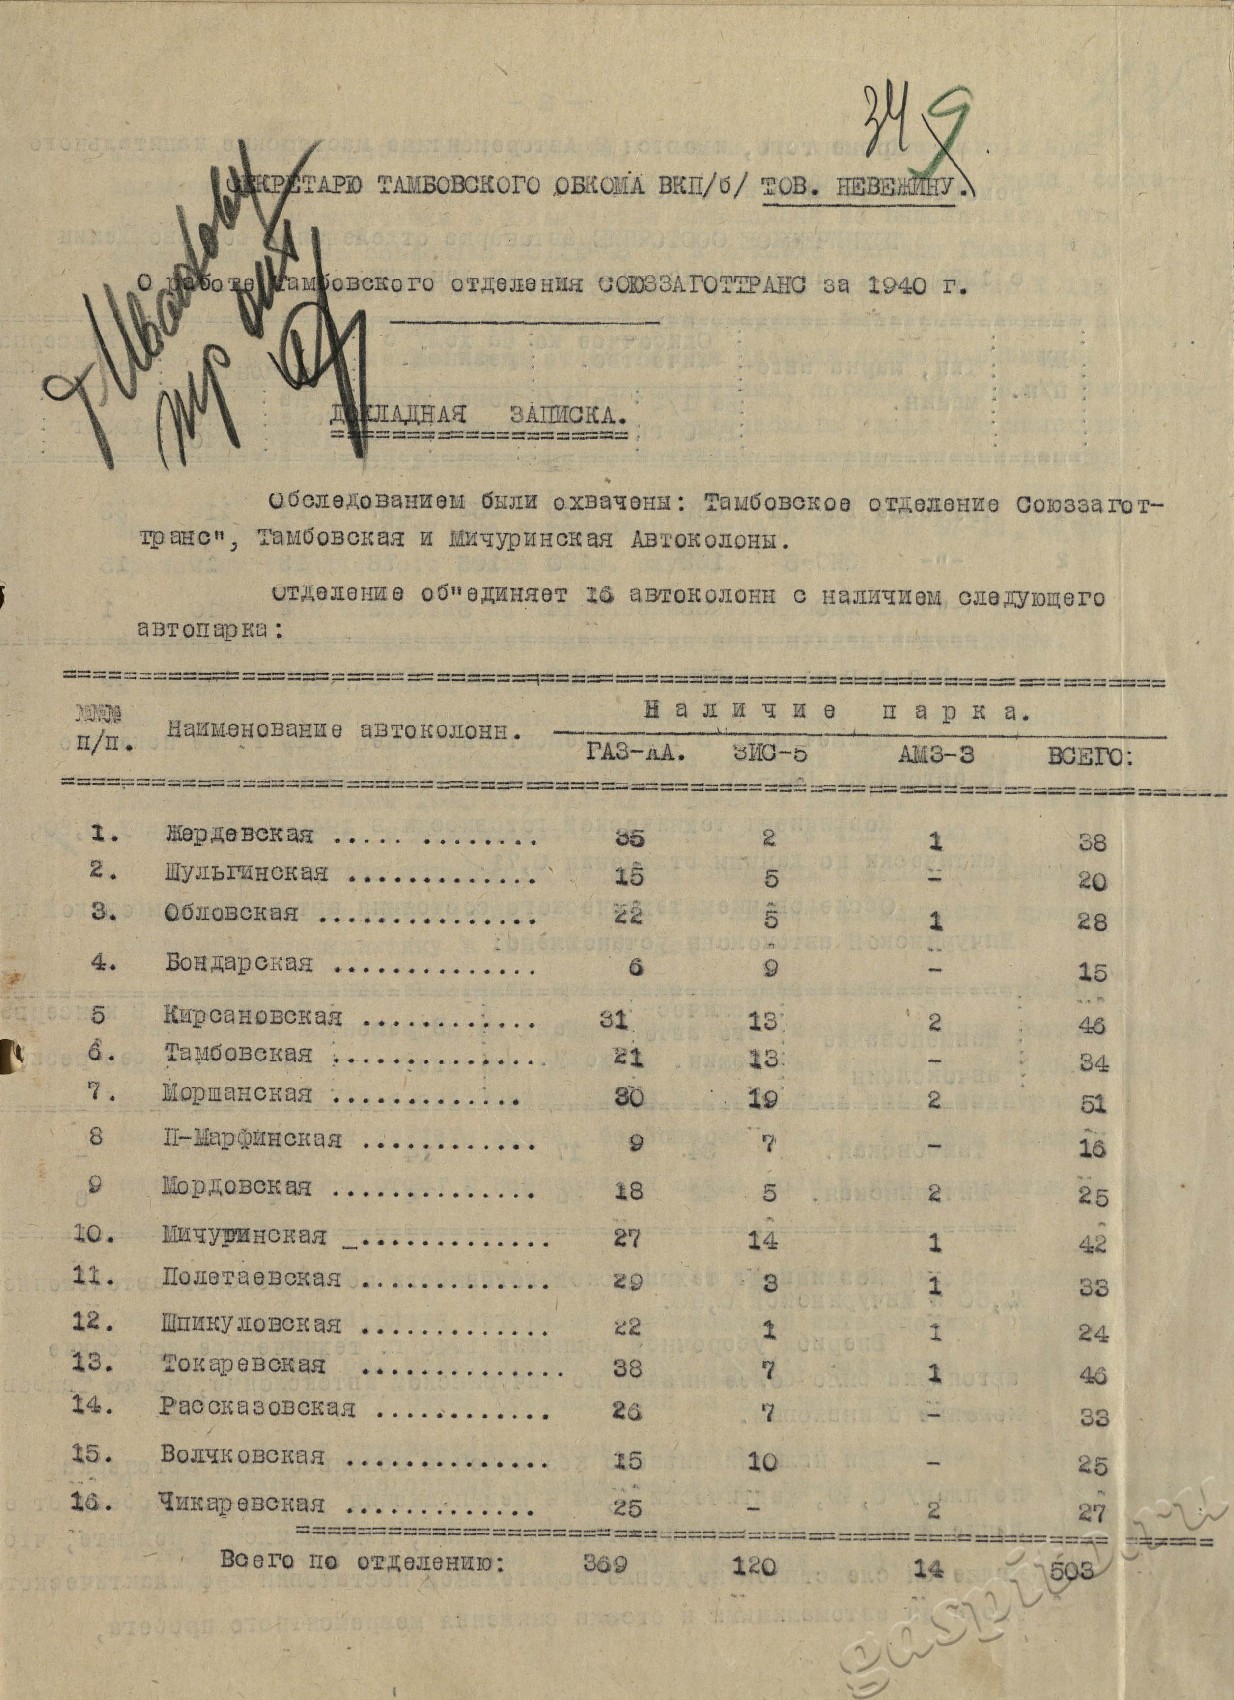 34 9
СЕКРЕТАРЮ ТАМБОВСКОГО ОБКОМА ВКП/б/ ТОВ. НЕВЕЖИНУ.
О работе Тамбовского отделения СОЮЗЗАГОТТРАНС за 1940 г.
ДОКЛАДНАЯ ЗАПИСКА.
Обследованием были охвачены: Тамбовское отделение Союззагот-
транс", Тамбовская и Мичуринская Автоколоны.
Отделение об"единяет 16 автоколонн с наличием следующего
автопарка:
№№№ п/п. Наименование автоколонн. Наличие парка.
ГАЗ-АА. ЗИС-5 АМЗ-3 ВСЕГО:
1. Жердевская ..... ........ 35 2 1 38
2. Шульгинская ............. 15 5 - 20
3. Обловская ............... 22 5 1 28
4. Бондарская .............. 6 9 - 15
5 Кирсановская ............ 31 13 2 46
6. Тамбовская .............. 21 13 - 34
7. Моршанская ............. 30 19 2 51
8 П-Марфинская ............ 9 7 - 16
9 Мордовская .............. 18 5 2 25
10. Мичуринская _............. 27 14 1 42
11. Полетаевская ............. 29 3 1 33
12. Шпикуловская ............. 22 1 1 24
13. Токаревская .............. 38 7 1 46
14. Рассказовская ............ 26 7 - 33
15. Волчковская .............. 15 10 - 25
16. Чикаревская ............. 25 - 2 27
Всего по отделению: 369 120 14 503
gaspito.ru